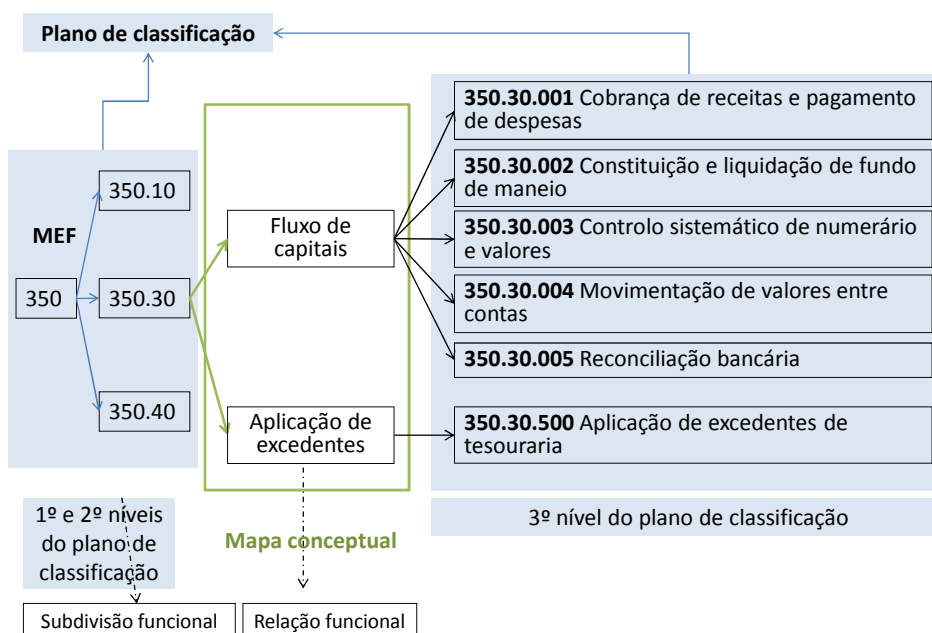 Plano de classificação
MEF
350
350.10
350.30
350.40
Fluxo de
capitais
Aplicação de
excedentes
350.30.001 Cobrança de receitas e pagamento
de despesas
350.30.002 Constituição e liquidação de fundo
de maneio
350.30.003 Controlo sistemático de numerário
e valores
350.30.004 Movimentação de valores entre
contas
350.30.005 Reconciliação bancária
350.30.500 Aplicação de excedentes de
tesouraria
1º e 2º níveis
do plano de
classificação
Mapa conceptual
3º nível do plano de classificação
Subdivisão funcional
Relação funcional